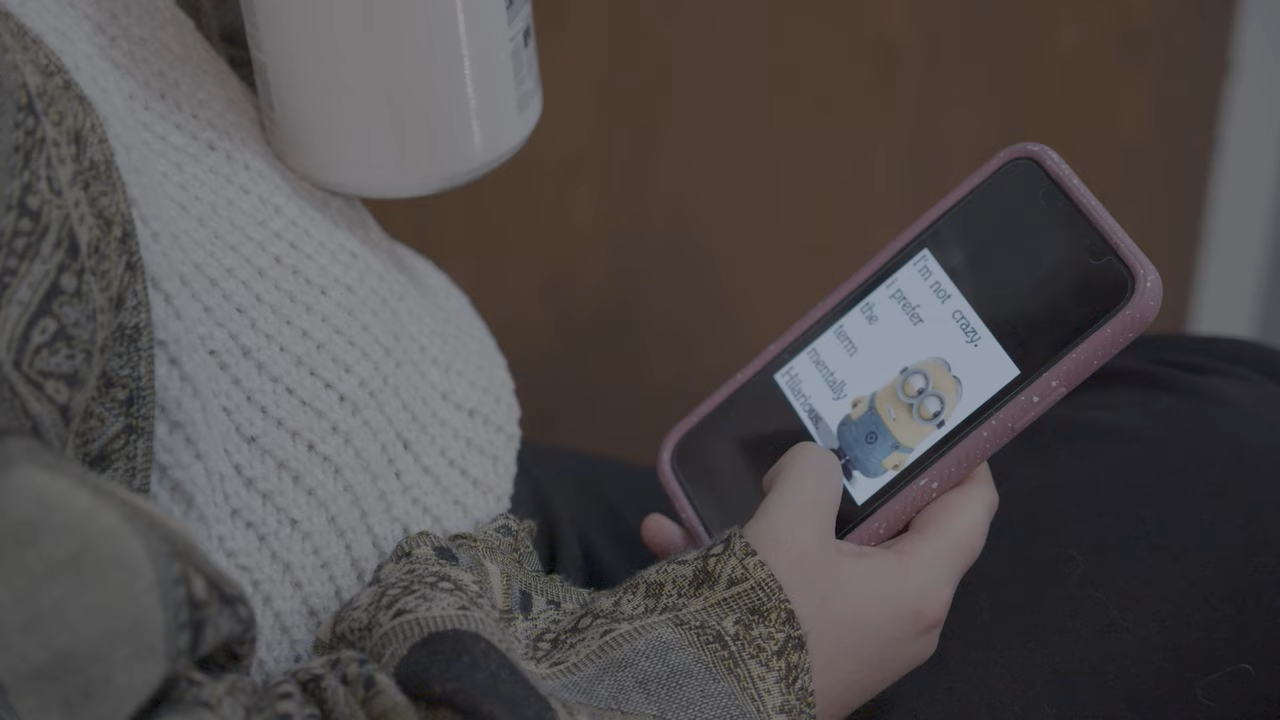 I'm not crazy.
i prefer
the
term
mentally
Hilarious.